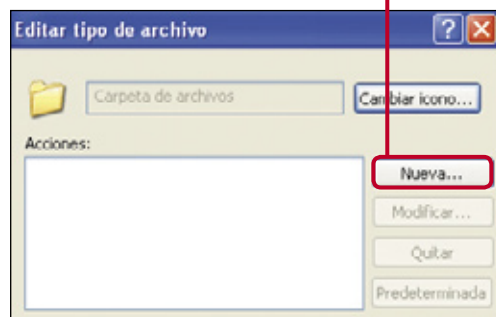 Editar tipo de archivo
Carpeta de archivos
Cambiar icono...
Acciones:
Nueva...
Modificar...
Quitar
Predeterminada